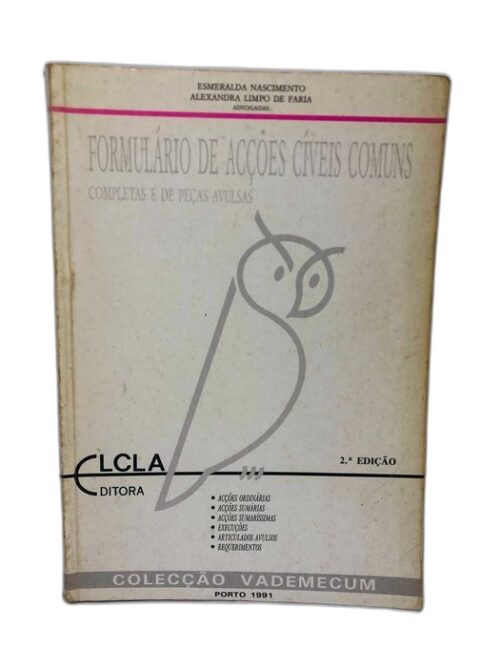 ESMERALDA NASCIMENTO
ALEXANDRA LIMPO DE FARIA
ADVOGADAS
FORMULÁRIO DE ACÇÕES CÍVEIS COMUNS
COMPLETAS E DE PEÇAS AVULSAS
2.ª EDIÇÃO
ELCLA
EDITORA
• ACÇÕES ORDINÁRIAS
• ACÇÕES SUMÁRIAS
• ACÇÕES SUMARÍSSIMAS
• EXECUÇÕES
• ARTICULADOS AVULSOS
• REQUERIMENTOS
COLECÇÃO VADEMECUM
PORTO 1991